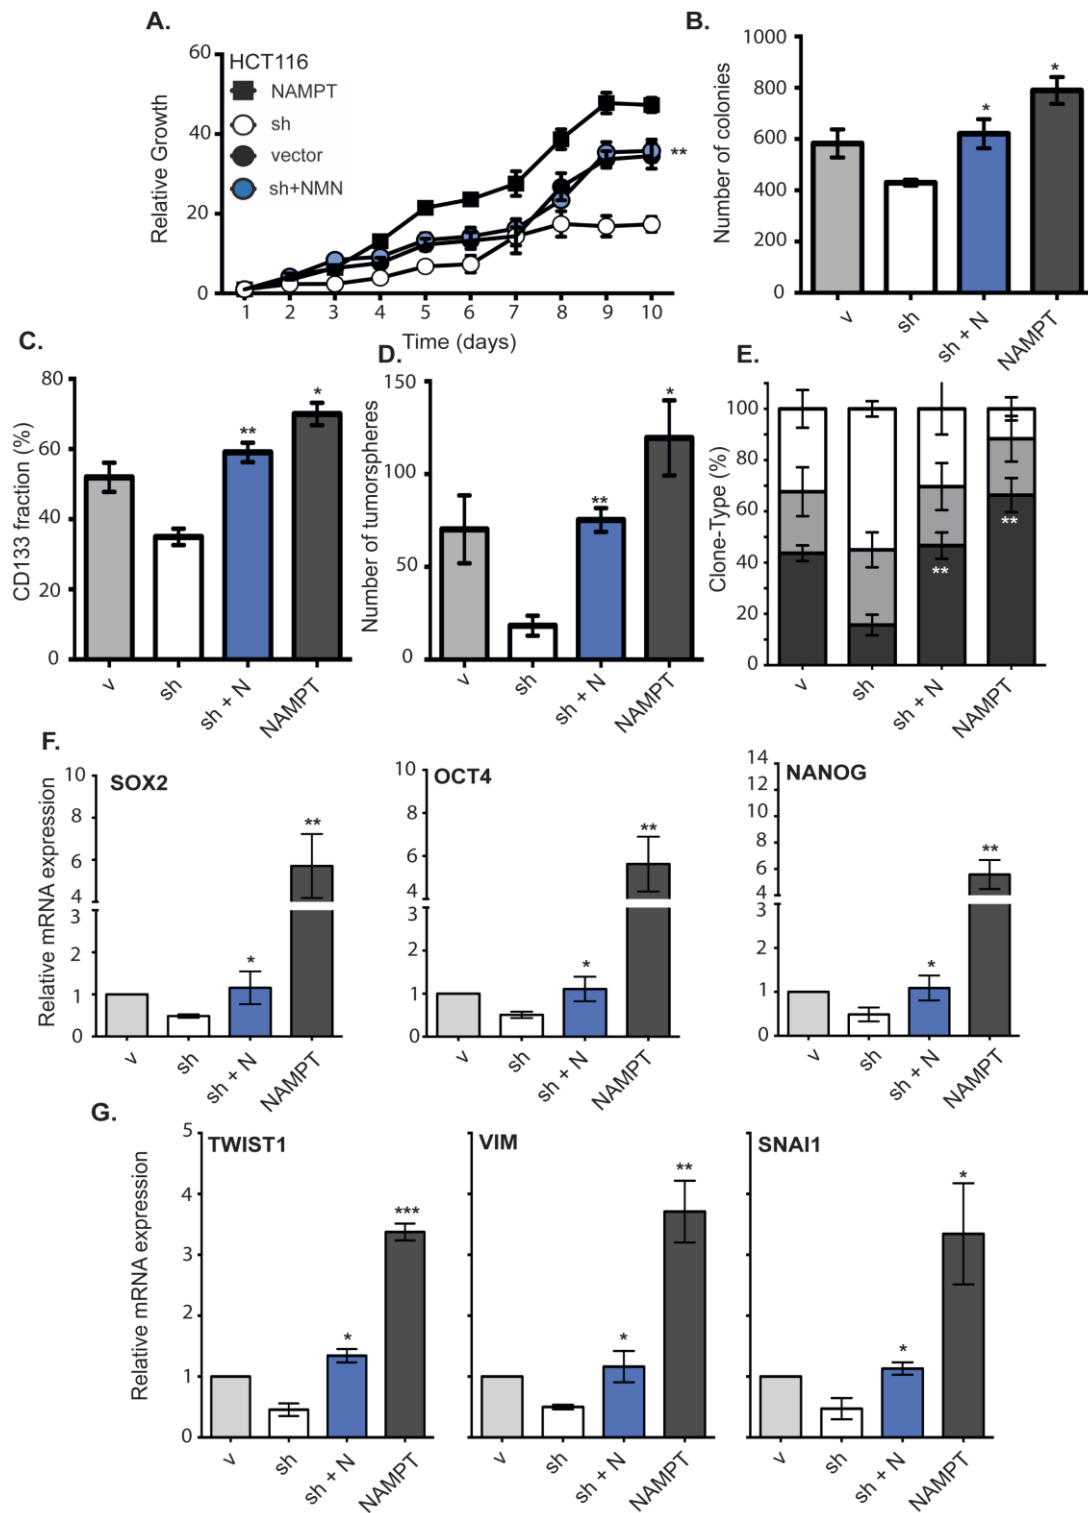 A.
HCT116
NAMPT
sh
vector
sh+NMN
Relative Growth
60
40
20
0
1 2 3 4 5 6 7 8 9 10
Time (days)
**
B.
Number of colonies
1000
800
600
400
200
0
*
*
v
sh
sh + N
NAMPT
C.
CD133 fraction (%)
80
60
40
20
0
**
*
v
sh
sh + N
NAMPT
D.
Number of tumorspheres
150
100
50
0
**
*
v
sh
sh + N
NAMPT
E.
Clone-Type (%)
100
80
60
40
20
0
**
**
v
sh
sh + N
NAMPT
F.
Relative mRNA expression
SOX2
10
8
6
4
3
2
1
0
*
**
v
sh
sh + N
NAMPT
OCT4
10
8
6
4
3
2
1
0
*
**
v
sh
sh + N
NAMPT
NANOG
14
12
10
8
6
4
3
2
1
0
*
**
v
sh
sh + N
NAMPT
G.
Relative mRNA expression
TWIST1
5
4
3
2
1
0
*
***
v
sh
sh + N
NAMPT
VIM
*
**
v
sh
sh + N
NAMPT
SNAI1
*
*
v
sh
sh + N
NAMPT